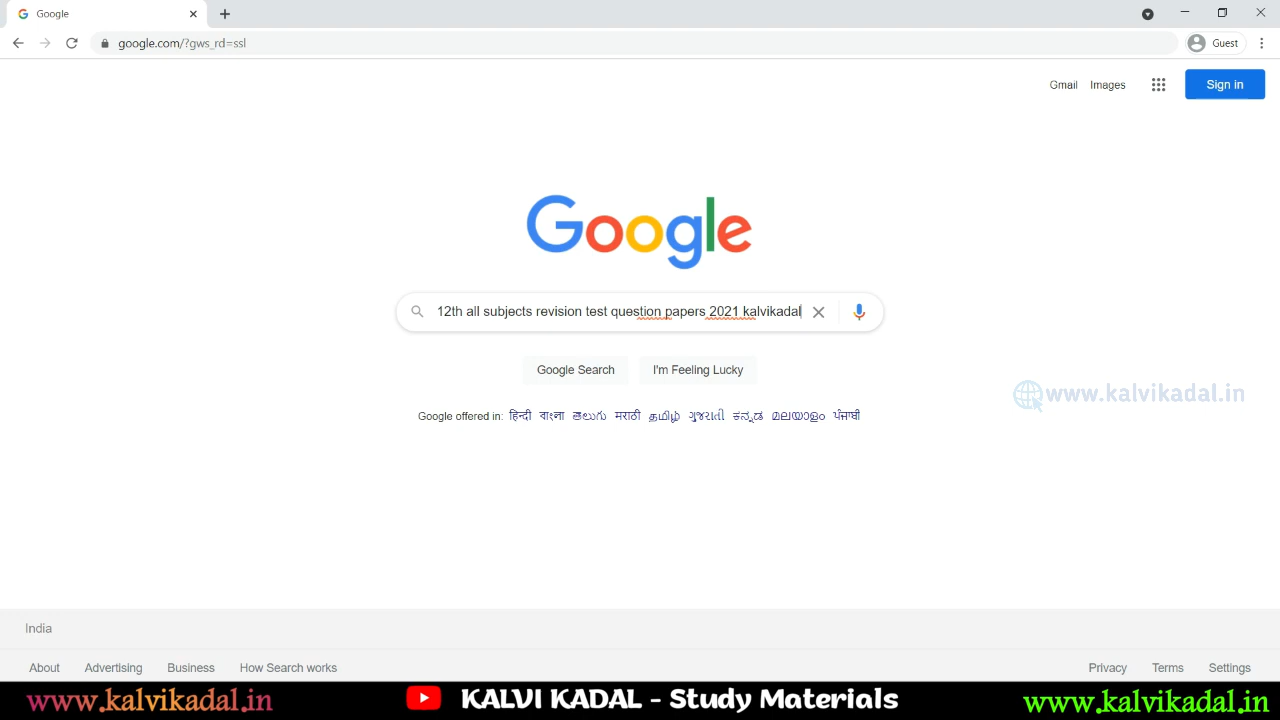 Google
google.com/?gws_rd=ssl
Guest
Gmail Images Sign in
Google
12th all subjects revision test question papers 2021 kalvikadal
Google Search I'm Feeling Lucky
www.kalvikadal.in
Google offered in: हिन्दी বাংলা తెలుగు मराठी தமிழ் ગુજરાતી ಕನ್ನಡ മലയാളം ਪੰਜਾਬੀ
India
About Advertising Business How Search works Privacy Terms Settings
www.kalvikadal.in KALVI KADAL - Study Materials www.kalvikadal.in